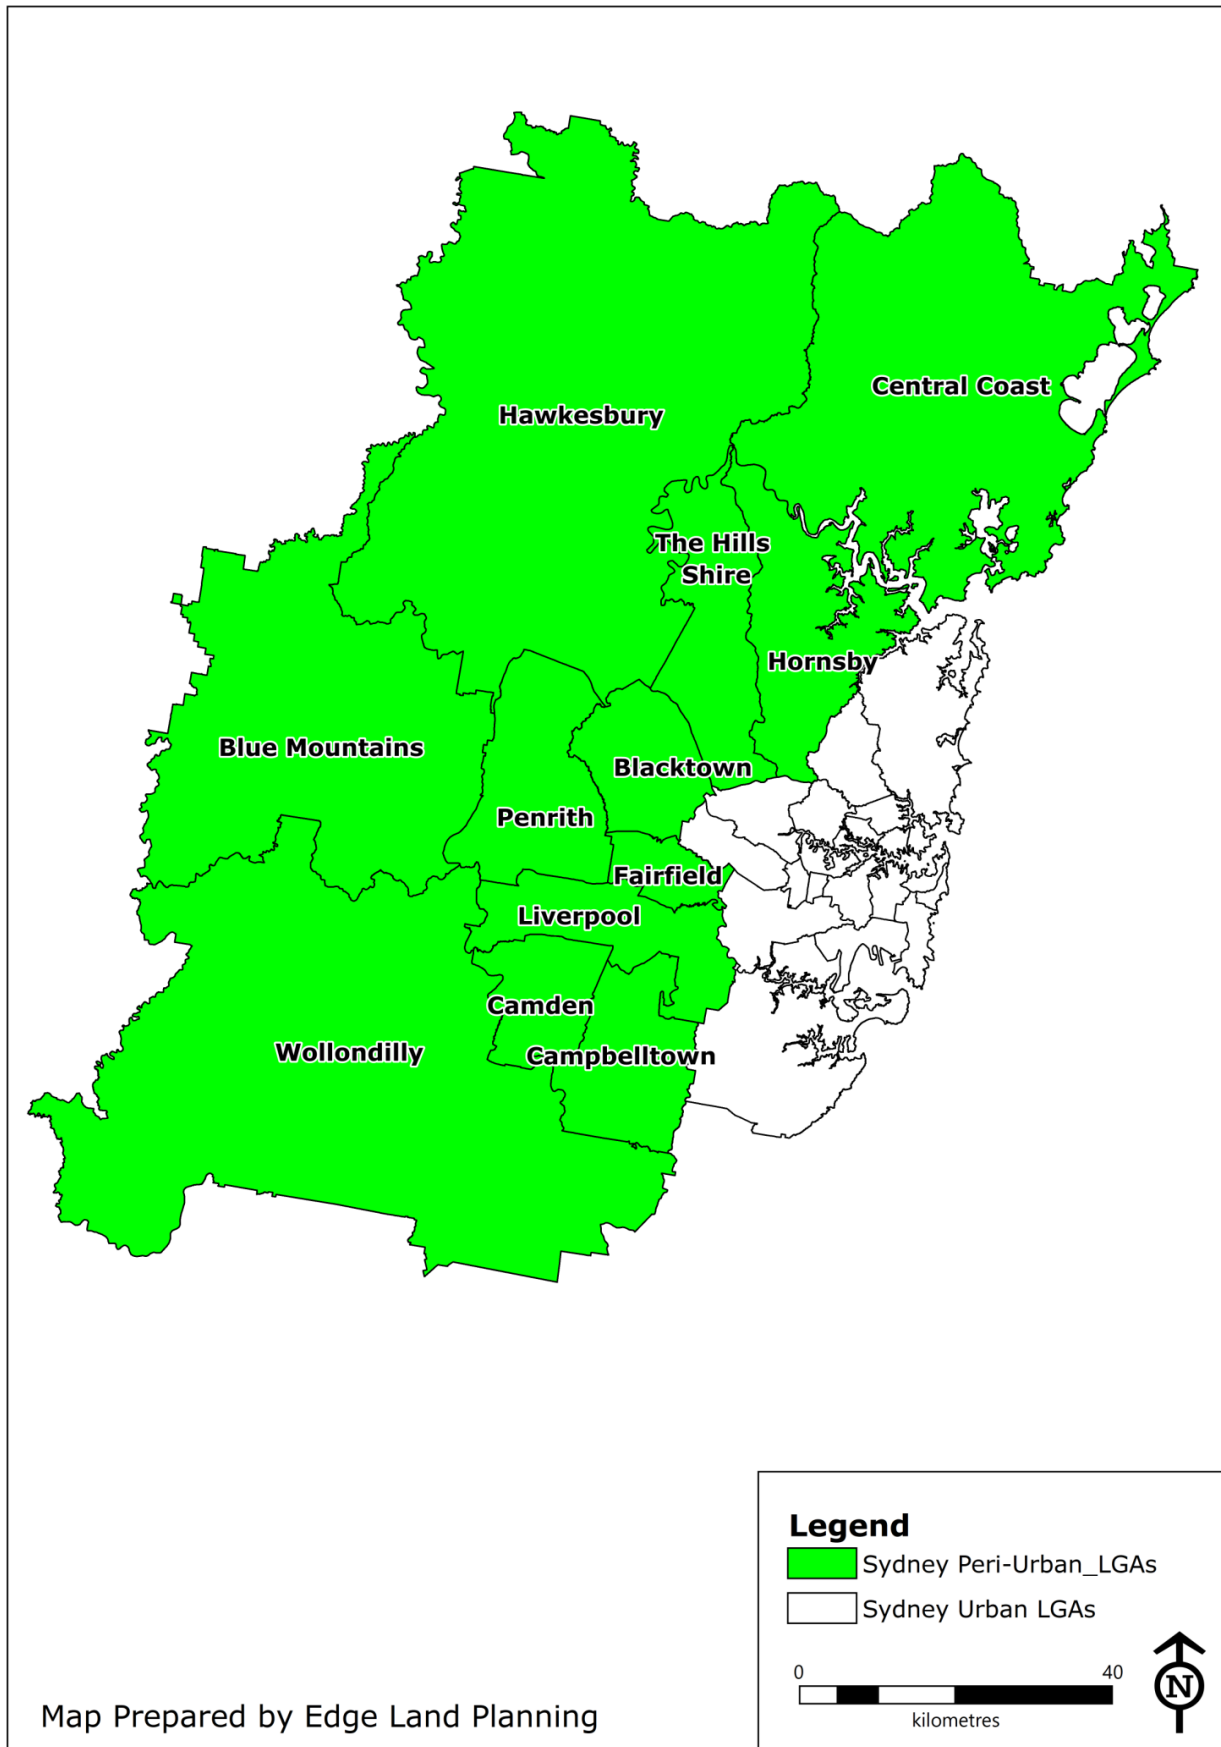 Central Coast
Hawkesbury
The Hills
Shire
Hornsby
Blue Mountains
Blacktown
Penrith
Fairfield
Liverpool
Camden
Wollondilly
Campbelltown
Legend
Sydney Peri-Urban_LGAs
Sydney Urban LGAs
0 40
kilometres
N
Map Prepared by Edge Land Planning